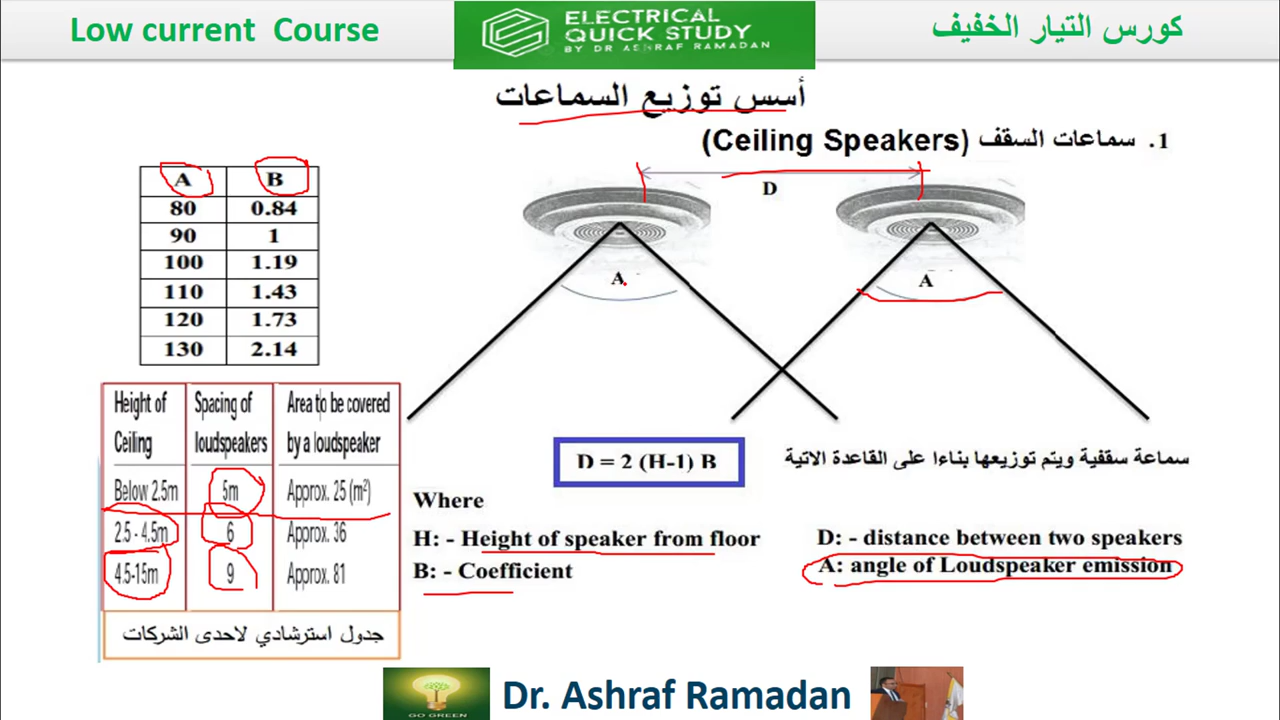 Low current Course
ELECTRICAL
QUICK STUDY
BY DR ASHRAF RAMADAN
كورس التيار الخفيف
أسس توزيع السماعات
1. سماعات السقف (Ceiling Speakers)
D
A
A
A B
80 0.84
90 1
100 1.19
110 1.43
120 1.73
130 2.14
Height of Ceiling Spacing of loudspeakers Area to be covered by a loudspeaker
Below 2.5m 5m Approx. 25 (m²)
2.5 - 4.5m 6 Approx. 36
4.5-15m 9 Approx. 81
جدول استرشادي لاحدى الشركات
D = 2 (H-1) B
سماعة سقفية ويتم توزيعها بناءا على القاعدة الاتية
Where
H: - Height of speaker from floor
D: - distance between two speakers
B: - Coefficient
A: angle of Loudspeaker emission
GO GREEN
Dr. Ashraf Ramadan